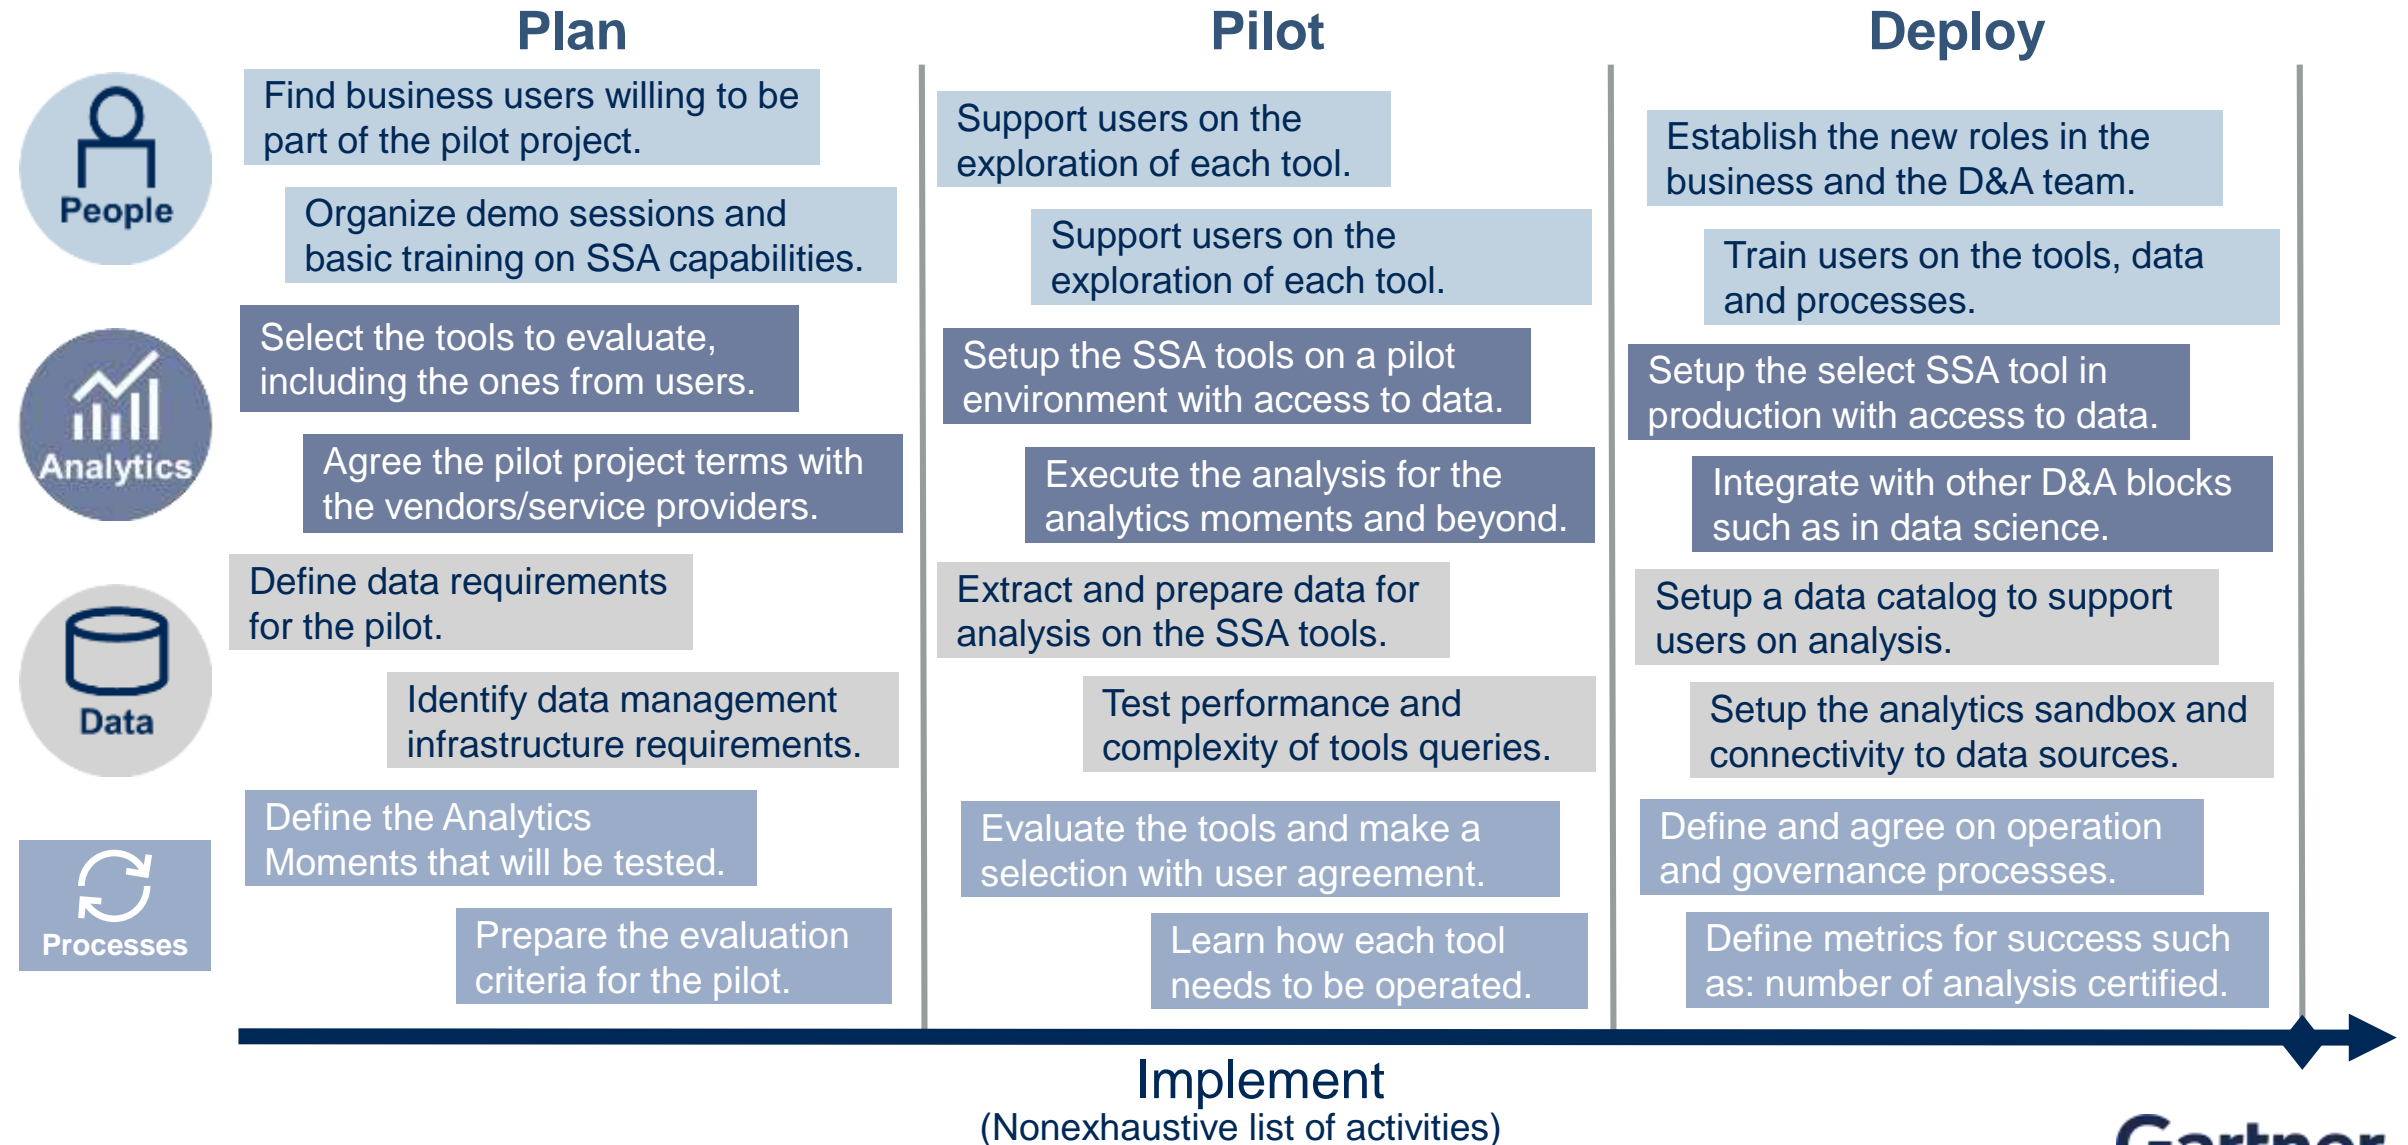 Plan
Pilot
Deploy
People
Find business users willing to be
part of the pilot project.
Organize demo sessions and
basic training on SSA capabilities.
Support users on the
exploration of each tool.
Support users on the
exploration of each tool.
Establish the new roles in the
business and the D&A team.
Train users on the tools, data
and processes.
Analytics
Select the tools to evaluate,
including the ones from users.
Agree the pilot project terms with
the vendors/service providers.
Setup the SSA tools on a pilot
environment with access to data.
Execute the analysis for the
analytics moments and beyond.
Setup the select SSA tool in
production with access to data.
Integrate with other D&A blocks
such as in data science.
Data
Define data requirements
for the pilot.
Identify data management
infrastructure requirements.
Extract and prepare data for
analysis on the SSA tools.
Test performance and
complexity of tools queries.
Setup a data catalog to support
users on analysis.
Setup the analytics sandbox and
connectivity to data sources.
Processes
Define the Analytics
Moments that will be tested.
Prepare the evaluation
criteria for the pilot.
Evaluate the tools and make a
selection with user agreement.
Learn how each tool
needs to be operated.
Define and agree on operation
and governance processes.
Define metrics for success such
as: number of analysis certified.
Implement
(Nonexhaustive list of activities)
Gartner